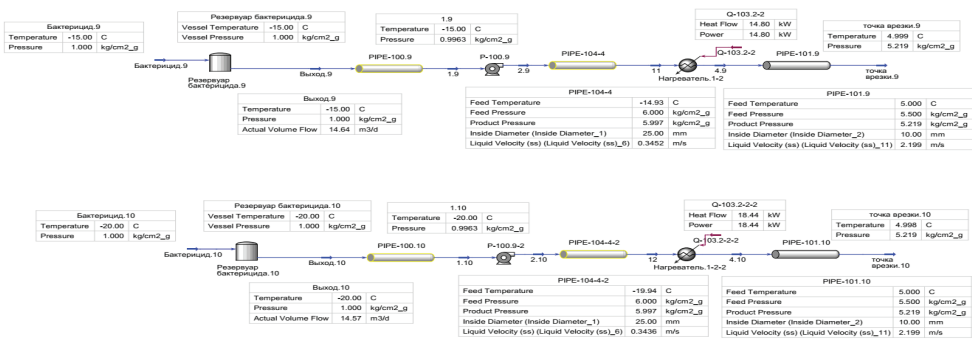 Бактерицид.9
Temperature -15.00 C
Pressure 1.000 kg/cm2_g
Резервуар бактерицида.9
Vessel Temperature -15.00 C
Vessel Pressure 1.000 kg/cm2_g
1.9
Temperature -15.00 C
Pressure 0.9963 kg/cm2_g
Q-103.2-2
Heat Flow 14.80 kW
Power 14.80 kW
точка врезки.9
Temperature 4.999 C
Pressure 5.219 kg/cm2_g
Бактерицид.9
Резервуар
бактерицида.9
Выход.9
PIPE-100.9
1.9
P-100.9
2.9
PIPE-104-4
11
Q-103.2-2
Нагреватель.1-2
4.9
PIPE-101.9
точка
врезки.9
Выход.9
Temperature -15.00 C
Pressure 1.000 kg/cm2_g
Actual Volume Flow 14.64 m3/d
PIPE-104-4
Feed Temperature -14.93 C
Feed Pressure 6.000 kg/cm2_g
Product Pressure 5.997 kg/cm2_g
Inside Diameter (Inside Diameter_1) 25.00 mm
Liquid Velocity (ss) (Liquid Velocity (ss)_6) 0.3452 m/s
PIPE-101.9
Feed Temperature 5.000 C
Feed Pressure 5.500 kg/cm2_g
Product Pressure 5.219 kg/cm2_g
Inside Diameter (Inside Diameter_2) 10.00 mm
Liquid Velocity (ss) (Liquid Velocity (ss)_11) 2.199 m/s
Бактерицид.10
Temperature -20.00 C
Pressure 1.000 kg/cm2_g
Резервуар бактерицида.10
Vessel Temperature -20.00 C
Vessel Pressure 1.000 kg/cm2_g
1.10
Temperature -20.00 C
Pressure 0.9963 kg/cm2_g
Q-103.2-2-2
Heat Flow 18.44 kW
Power 18.44 kW
точка врезки.10
Temperature 4.998 C
Pressure 5.219 kg/cm2_g
Бактерицид.10
Резервуар
бактерицида.10
Выход.10
PIPE-100.10
1.10
P-100.9-2
2.10
PIPE-104-4-2
12
Q-103.2-2-2
Нагреватель.1-2-2
4.10
PIPE-101.10
точка
врезки.10
Выход.10
Temperature -20.00 C
Pressure 1.000 kg/cm2_g
Actual Volume Flow 14.57 m3/d
PIPE-104-4-2
Feed Temperature -19.94 C
Feed Pressure 6.000 kg/cm2_g
Product Pressure 5.997 kg/cm2_g
Inside Diameter (Inside Diameter_1) 25.00 mm
Liquid Velocity (ss) (Liquid Velocity (ss)_6) 0.3436 m/s
PIPE-101.10
Feed Temperature 5.000 C
Feed Pressure 5.500 kg/cm2_g
Product Pressure 5.219 kg/cm2_g
Inside Diameter (Inside Diameter_2) 10.00 mm
Liquid Velocity (ss) (Liquid Velocity (ss)_11) 2.199 m/s